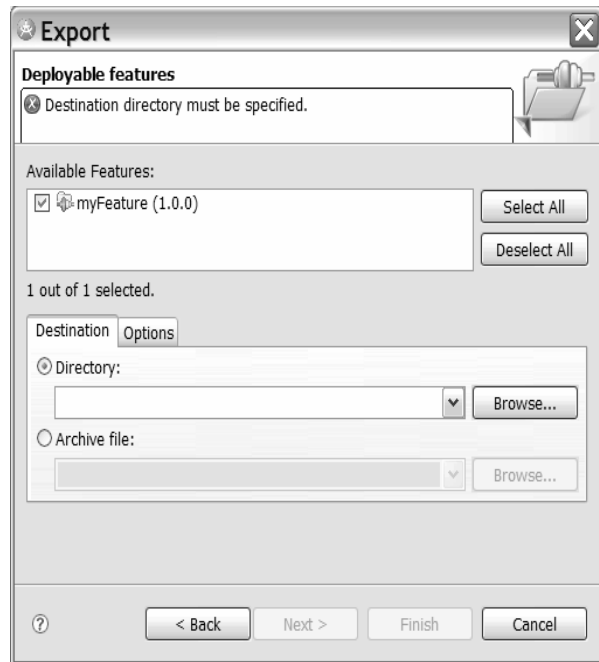 Export
Deployable features
Destination directory must be specified.
Available Features:
myFeature (1.0.0)
Select All
Deselect All
1 out of 1 selected.
Destination Options
Directory:
Browse...
Archive file:
Browse...
? < Back Next > Finish Cancel